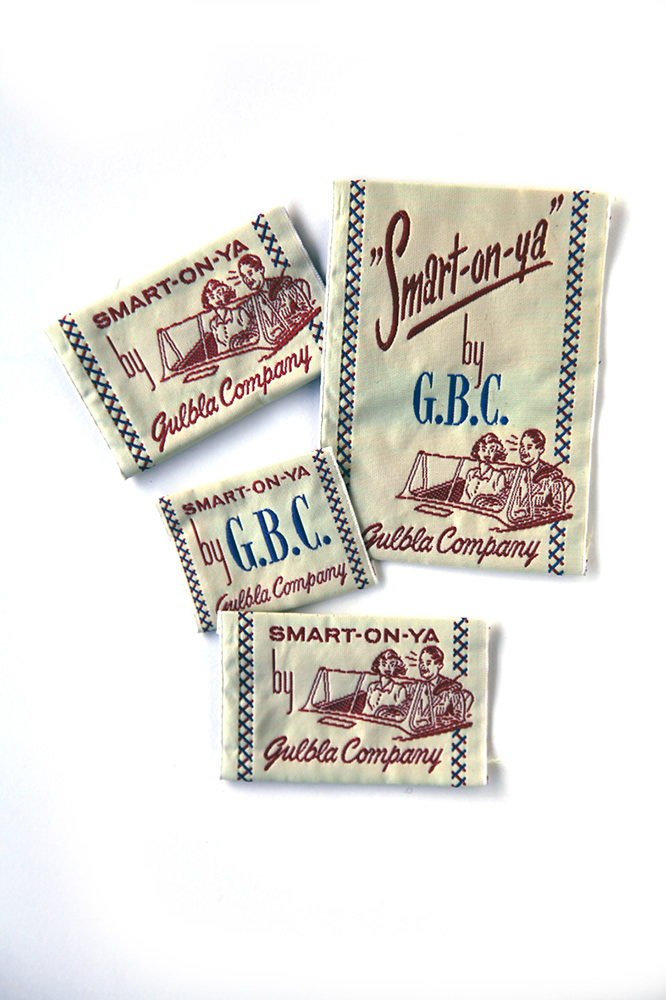 SMART-ON-YA
by
Gulbla Company
"Smart-on-ya"
by
G.B.C.
Gulbla Company
SMART-ON-YA
by G.B.C.
Gulbla Company
SMART-ON-YA
by
Gulbla Company